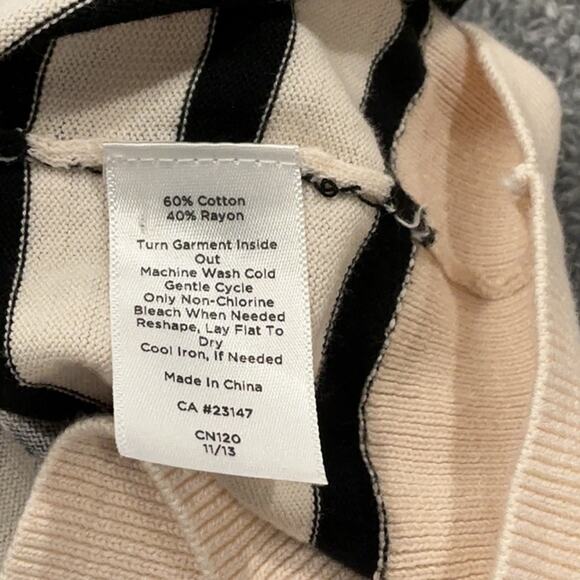 60% Cotton
40% Rayon
Turn Garment Inside
Out
Machine Wash Cold
Gentle Cycle
Only Non-Chlorine
Bleach When Needed
Reshape, Lay Flat To
Dry
Cool Iron, If Needed
Made In China
CA #23147
CN120
11/13